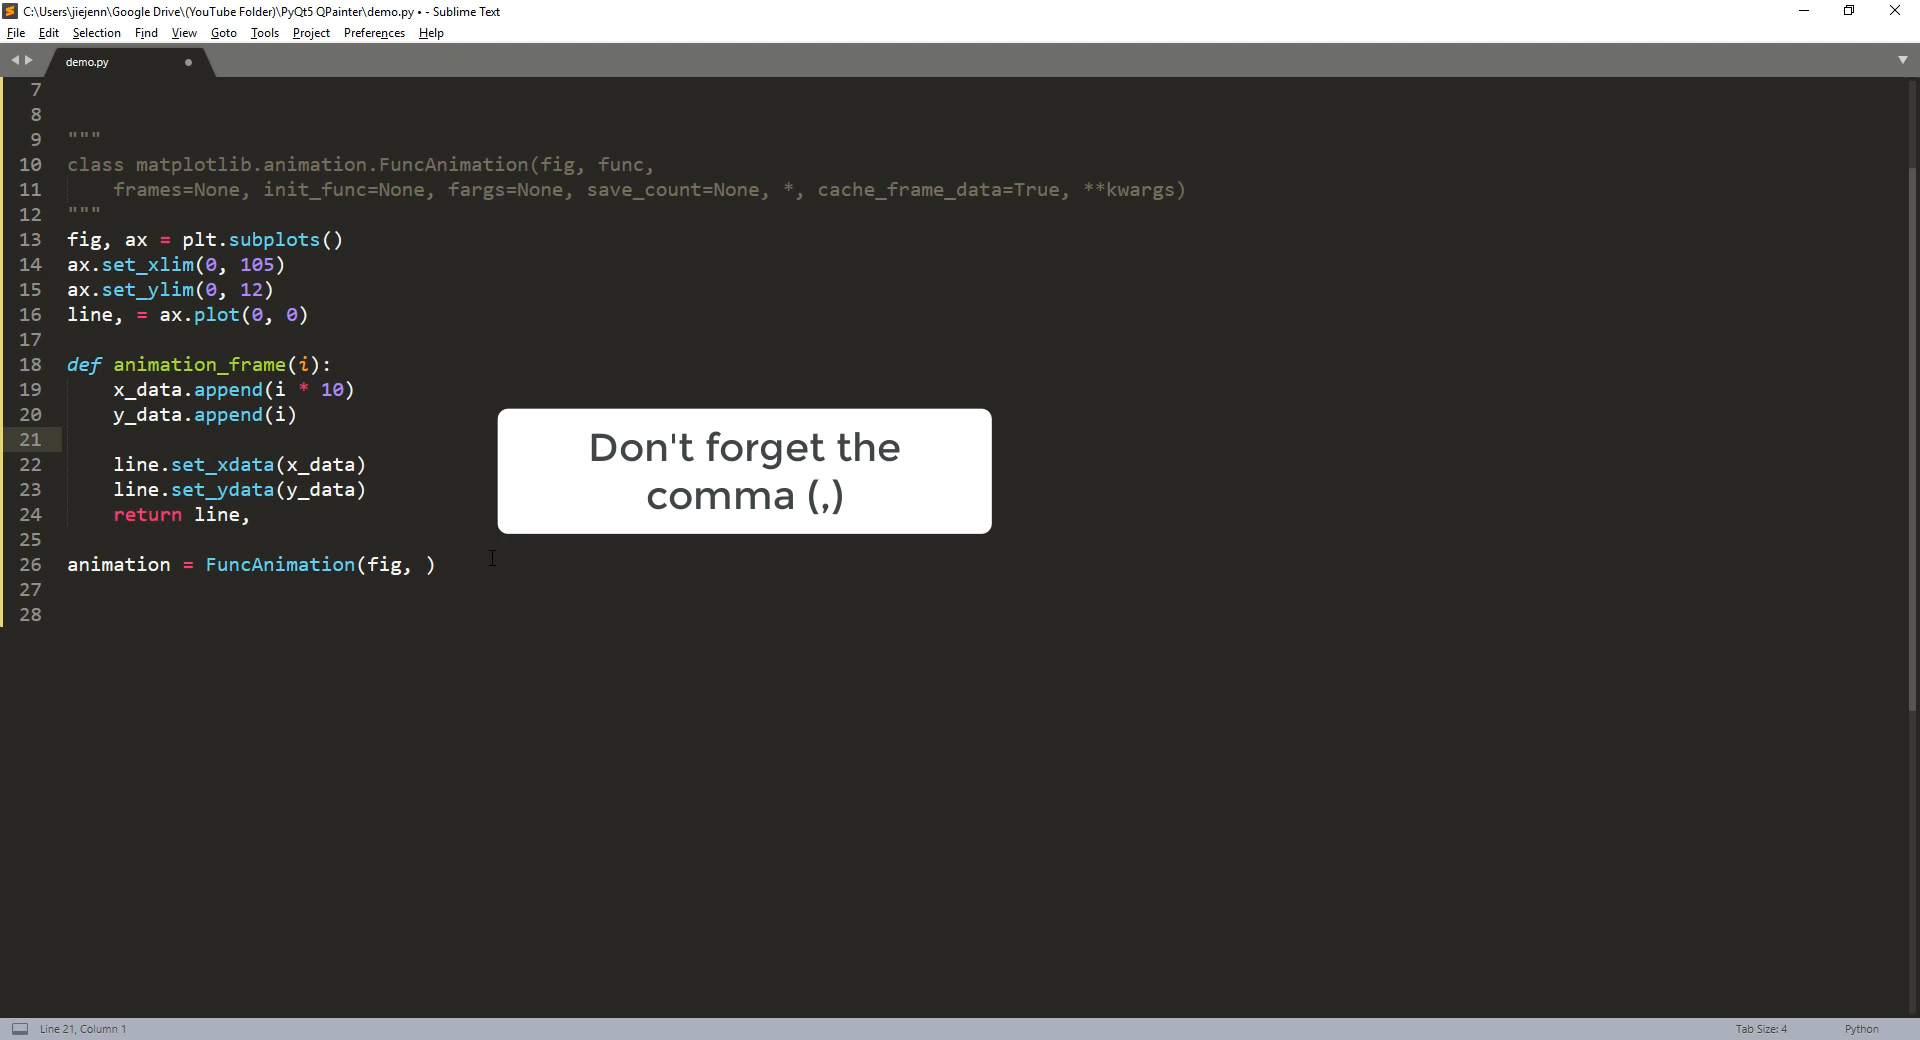 C:\Users\jiejenn\Google Drive\(YouTube Folder)\PyQt5 QPainter\demo.py • - Sublime Text
File Edit Selection Find View Goto Tools Project Preferences Help
demo.py
7
8
9 """
10 class matplotlib.animation.FuncAnimation(fig, func,
11     frames=None, init_func=None, fargs=None, save_count=None, *, cache_frame_data=True, **kwargs)
12 """
13 fig, ax = plt.subplots()
14 ax.set_xlim(0, 105)
15 ax.set_ylim(0, 12)
16 line, = ax.plot(0, 0)
17
18 def animation_frame(i):
19     x_data.append(i * 10)
20     y_data.append(i)
21
22     line.set_xdata(x_data)
23     line.set_ydata(y_data)
24     return line,
25
26 animation = FuncAnimation(fig, )
27
28
Don't forget the
comma (,)
Line 21, Column 1 Tab Size: 4 Python